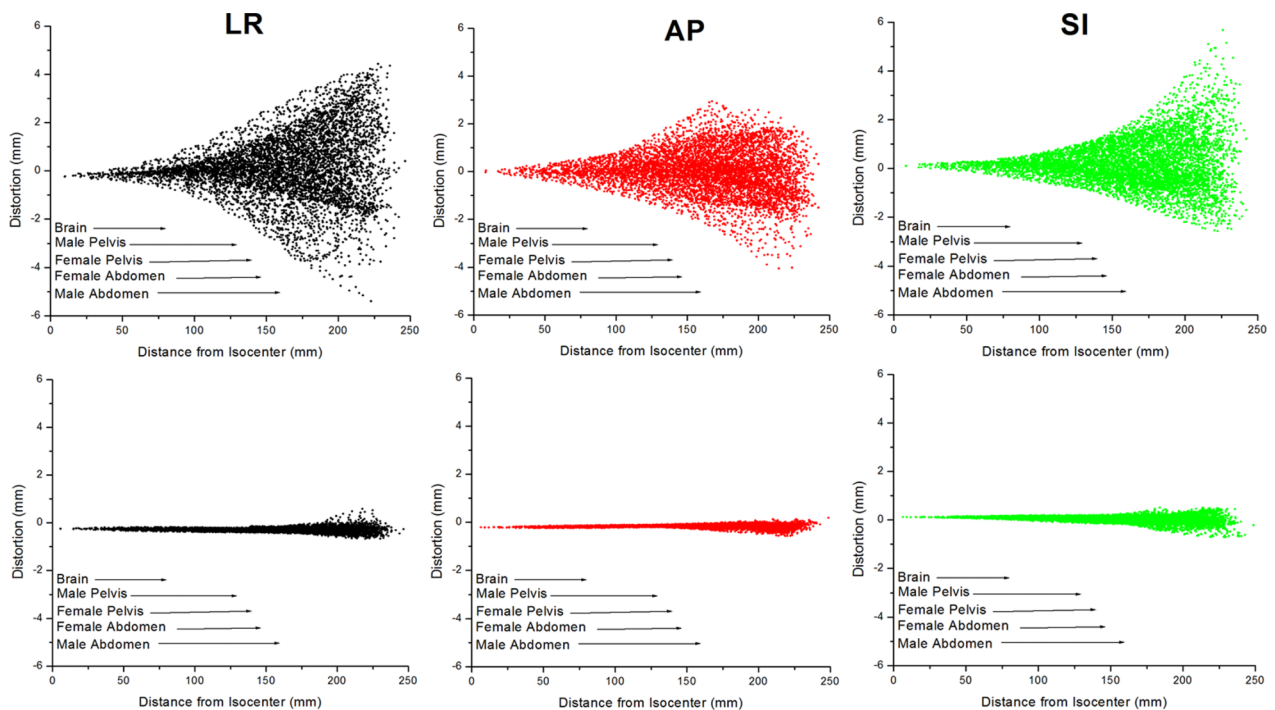 LR
AP
SI
6
4
2
0
-2
-4
-6
Distortion (mm)
Brain
Male Pelvis
Female Pelvis
Female Abdomen
Male Abdomen
0 50 100 150 200 250
Distance from Isocenter (mm)
6
4
2
0
-2
-4
-6
Distortion (mm)
Brain
Male Pelvis
Female Pelvis
Female Abdomen
Male Abdomen
0 50 100 150 200 250
Distance from Isocenter (mm)
6
4
2
0
-2
-4
-6
Distortion (mm)
Brain
Male Pelvis
Female Pelvis
Female Abdomen
Male Abdomen
0 50 100 150 200 250
Distance from Isocenter (mm)
6
4
2
0
-2
-4
-6
Distortion (mm)
Brain
Male Pelvis
Female Pelvis
Female Abdomen
Male Abdomen
0 50 100 150 200 250
Distance from Isocenter (mm)
6
4
2
0
-2
-4
-6
Distortion (mm)
Brain
Male Pelvis
Female Pelvis
Female Abdomen
Male Abdomen
0 50 100 150 200 250
Distance from Isocenter (mm)
6
4
2
0
-2
-4
-6
Distortion (mm)
Brain
Male Pelvis
Female Pelvis
Female Abdomen
Male Abdomen
0 50 100 150 200 250
Distance from Isocenter (mm)